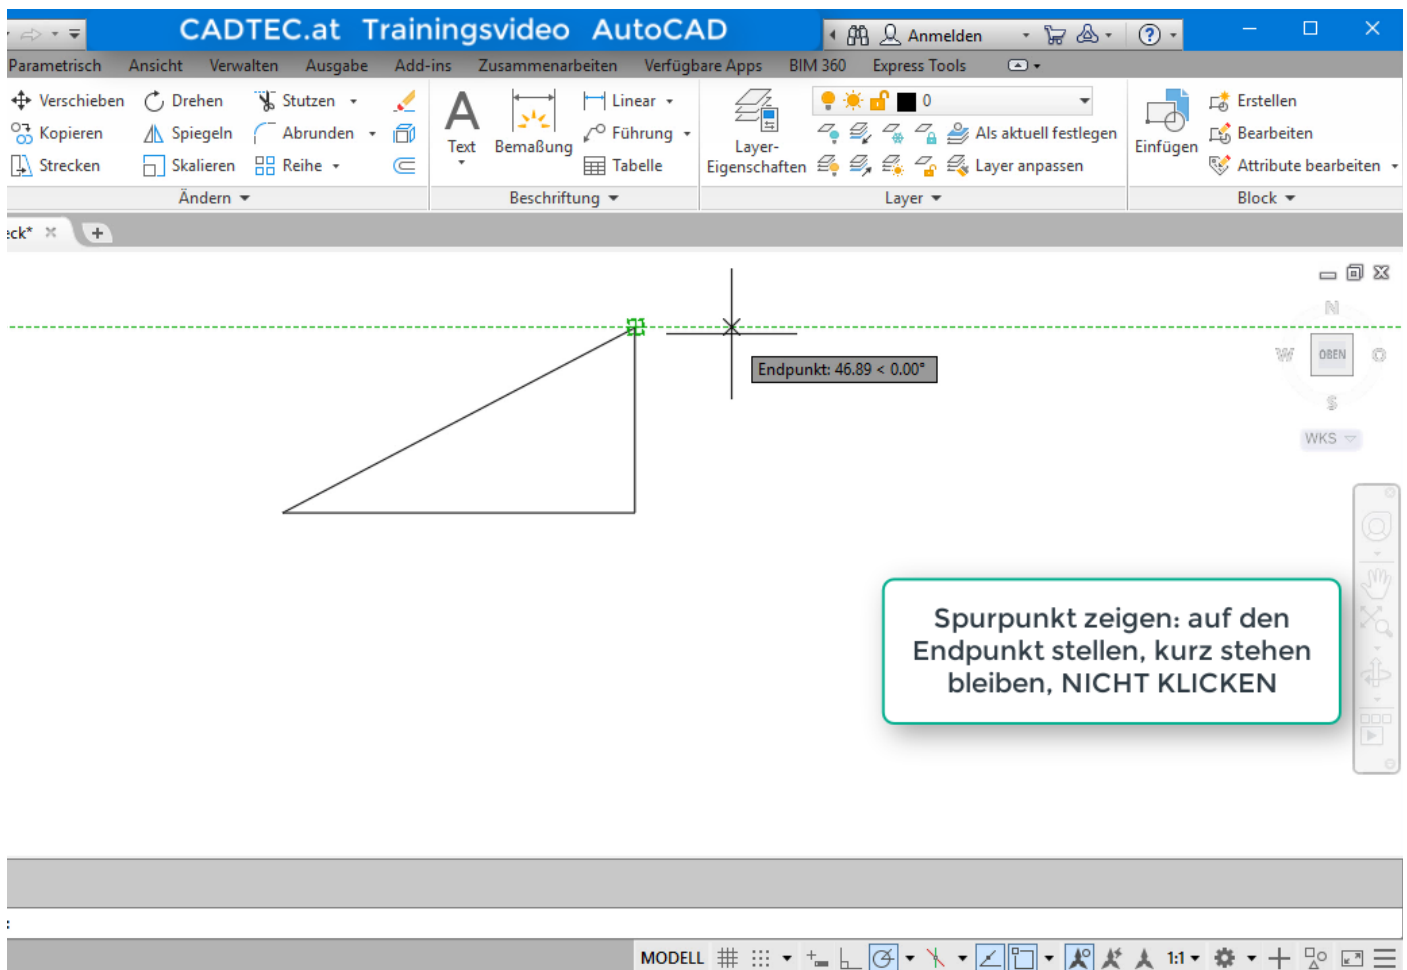 CADTEC.at Trainingsvideo AutoCAD
Anmelden
Parametrisch Ansicht Verwalten Ausgabe Add-ins Zusammenarbeiten Verfügbare Apps BIM 360 Express Tools
Verschieben Drehen Stutzen
Kopieren Spiegeln Abrunden
Strecken Skalieren Reihe
Ändern
Text
Bemaßung
Linear
Führung
Tabelle
Beschriftung
Layer-
Eigenschaften
0
Als aktuell festlegen
Layer anpassen
Layer
Einfügen
Erstellen
Bearbeiten
Attribute bearbeiten
Block
eck*
Endpunkt: 46.89 < 0.00°
N
W OBEN O
S
WKS
Spurpunkt zeigen: auf den
Endpunkt stellen, kurz stehen
bleiben, NICHT KLICKEN
MODELL 1:1